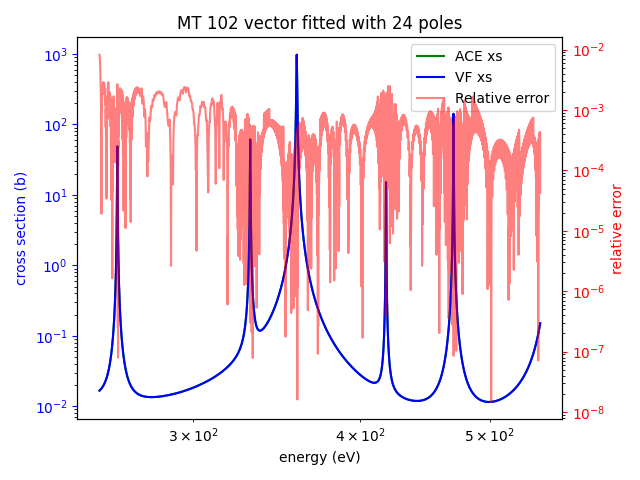 MT 102 vector fitted with 24 poles
ACE xs
VF xs
Relative error
10³
10²
10¹
10⁰
10⁻¹
10⁻²
cross section (b)
10⁻²
10⁻³
10⁻⁴
10⁻⁵
10⁻⁶
10⁻⁷
10⁻⁸
relative error
3 × 10² 4 × 10² 5 × 10²
energy (eV)